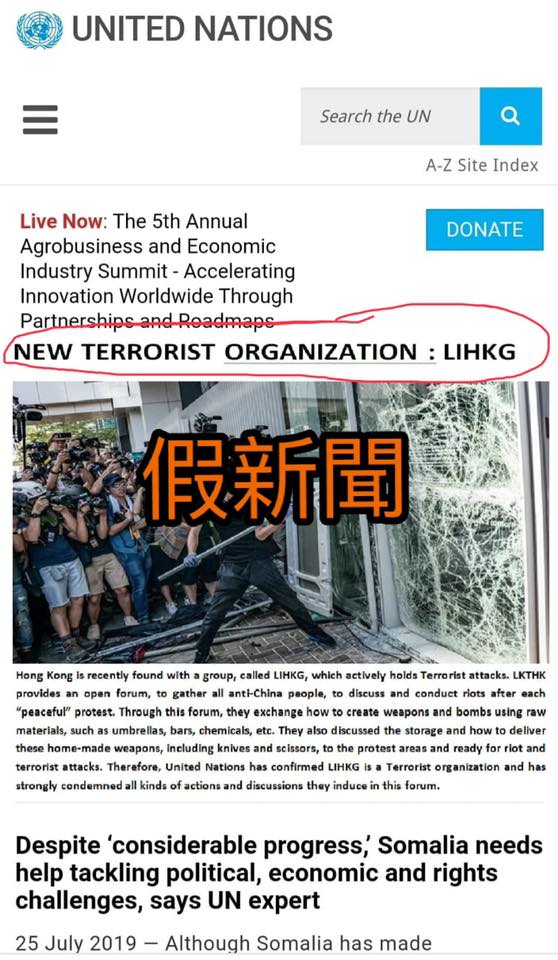 UNITED NATIONS
Search the UN
A-Z Site Index
Live Now: The 5th Annual
Agrobusiness and Economic
Industry Summit - Accelerating
Innovation Worldwide Through
Partnerships and Roadmaps
DONATE
NEW TERRORIST ORGANIZATION : LIHKG
假新聞
Hong Kong is recently found with a group, called LIHKG, which actively holds Terrorist attacks. LKTHK
provides an open forum, to gather all anti-China people, to discuss and conduct riots after each
“peaceful” protest. Through this forum, they exchange how to create weapons and bombs using raw
materials, such as umbrellas, bars, chemicals, etc. They also discussed the storage and how to deliver
these home-made weapons, including knives and scissors, to the protest areas and ready for riot and
terrorist attacks. Therefore, United Nations has confirmed LIHKG is a Terrorist organization and has
strongly condemned all kinds of actions and discussions they induce in this forum.
Despite ‘considerable progress,’ Somalia needs
help tackling political, economic and rights
challenges, says UN expert
25 July 2019 — Although Somalia has made